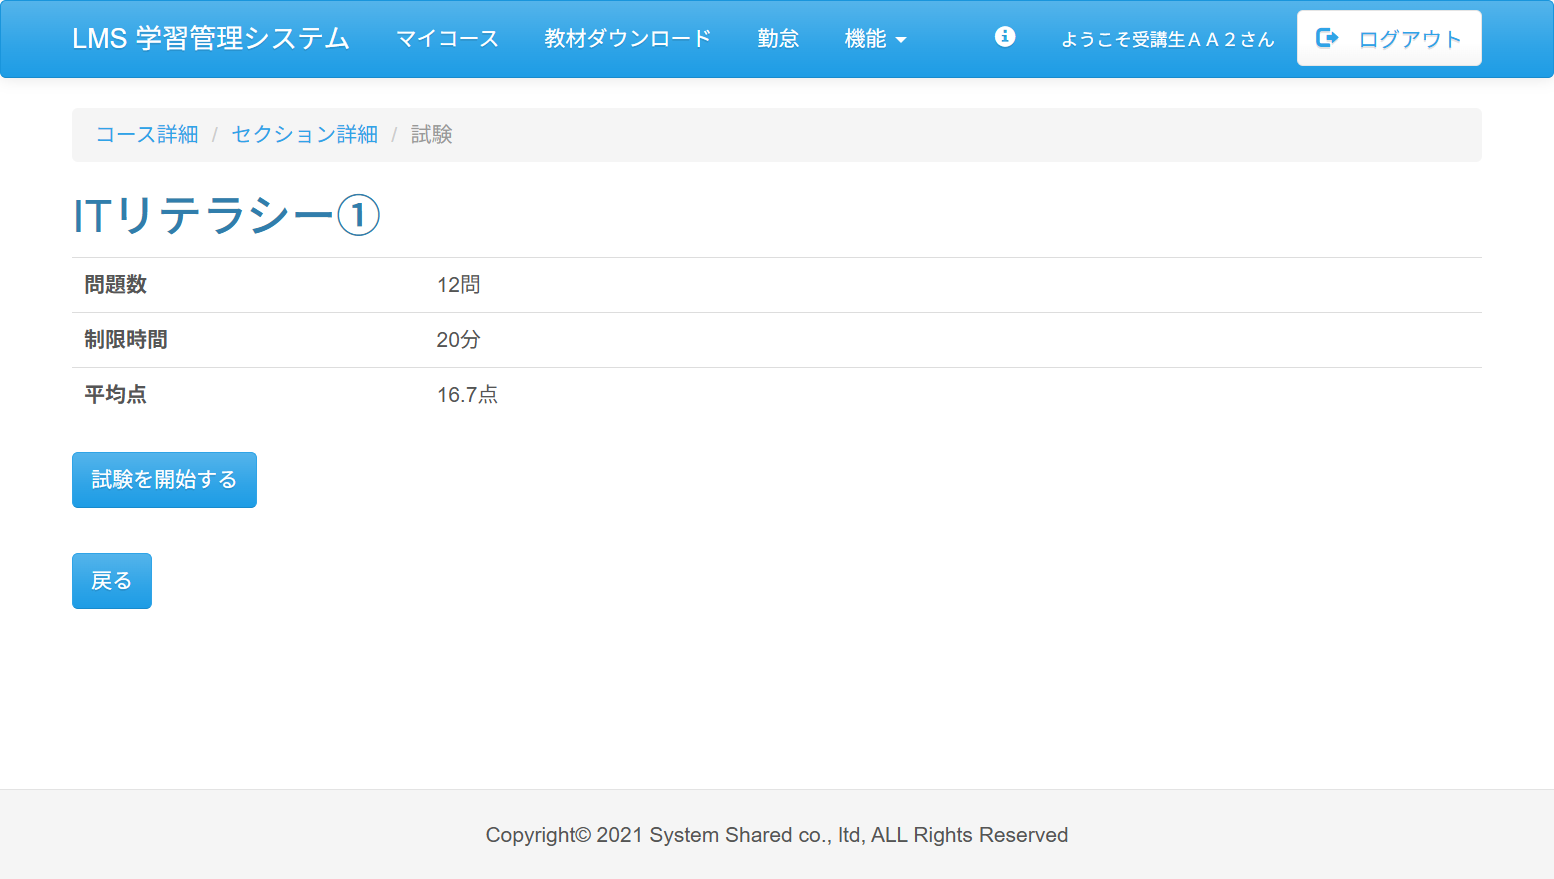 LMS 学習管理システム マイコース 教材ダウンロード 勤怠 機能 ようこそ受講生ＡＡ２さん ログアウト
コース詳細 / セクション詳細 / 試験
ITリテラシー①
問題数 12問
制限時間 20分
平均点 16.7点
試験を開始する
戻る
Copyright© 2021 System Shared co., ltd, ALL Rights Reserved